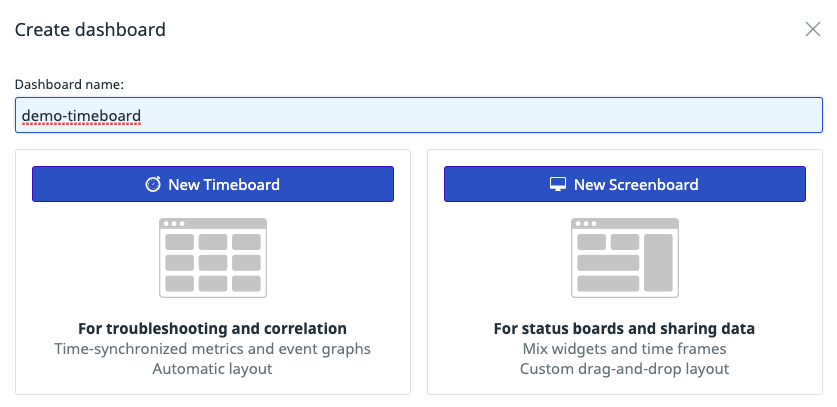 Create dashboard
Dashboard name:
demo-timeboard
New Timeboard
New Screenboard
For troubleshooting and correlation
Time-synchronized metrics and event graphs
Automatic layout
For status boards and sharing data
Mix widgets and time frames
Custom drag-and-drop layout